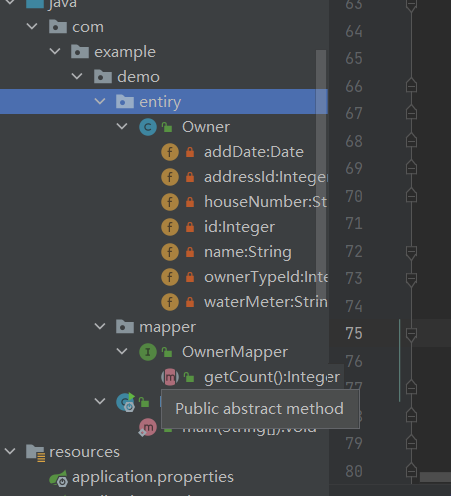 java
com
example
demo
entiry
Owner
addDate:Date
addressId:Integer
houseNumber:St
id:Integer
name:String
ownerTypeId:Inte
waterMeter:Strin
mapper
OwnerMapper
getCount():Integer
Public abstract method
main(String[]):void
resources
application.properties
63
64
65
66
67
68
69
70
71
72
73
74
75
76
77
78
79
80